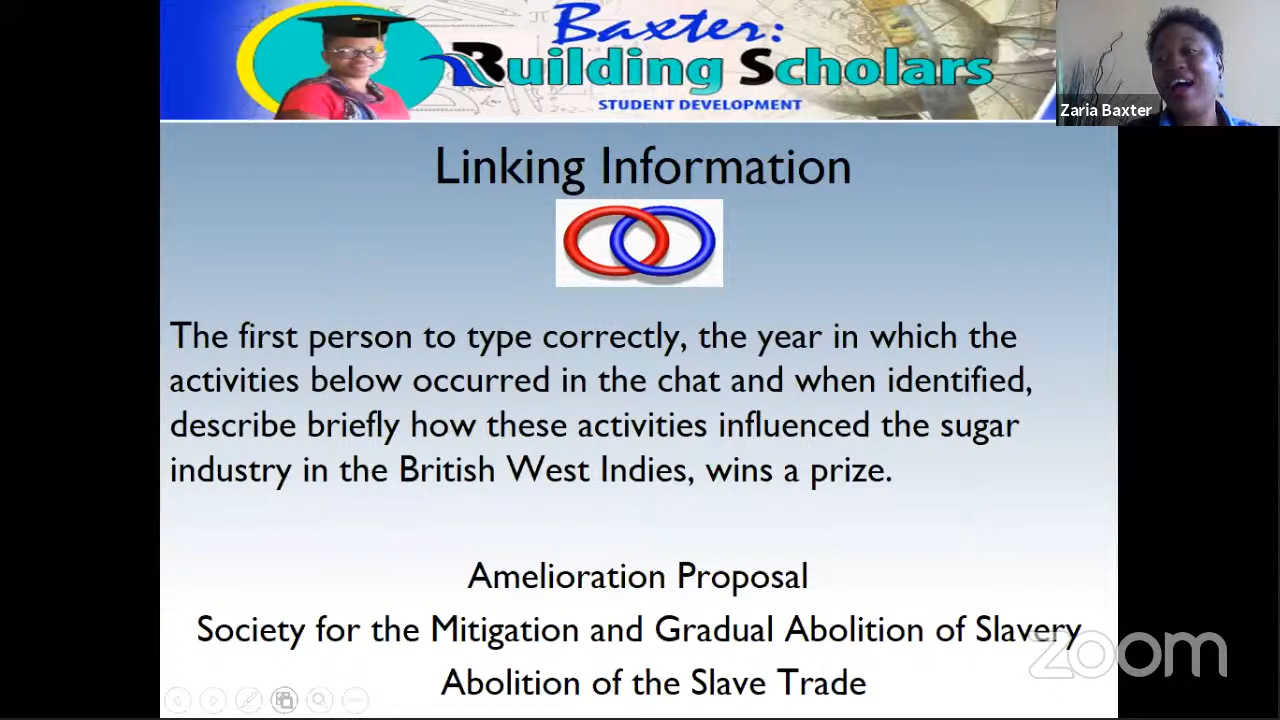 Baxter:
Building Scholars
STUDENT DEVELOPMENT
Zaria Baxter
Linking Information
The first person to type correctly, the year in which the
activities below occurred in the chat and when identified,
describe briefly how these activities influenced the sugar
industry in the British West Indies, wins a prize.
Amelioration Proposal
Society for the Mitigation and Gradual Abolition of Slavery
zoom
Abolition of the Slave Trade